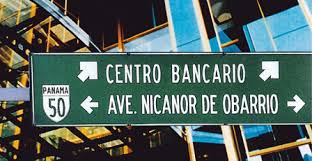 CENTRO BANCARIO
PANAMA
50
AVE. NICANOR DE OBARRIO